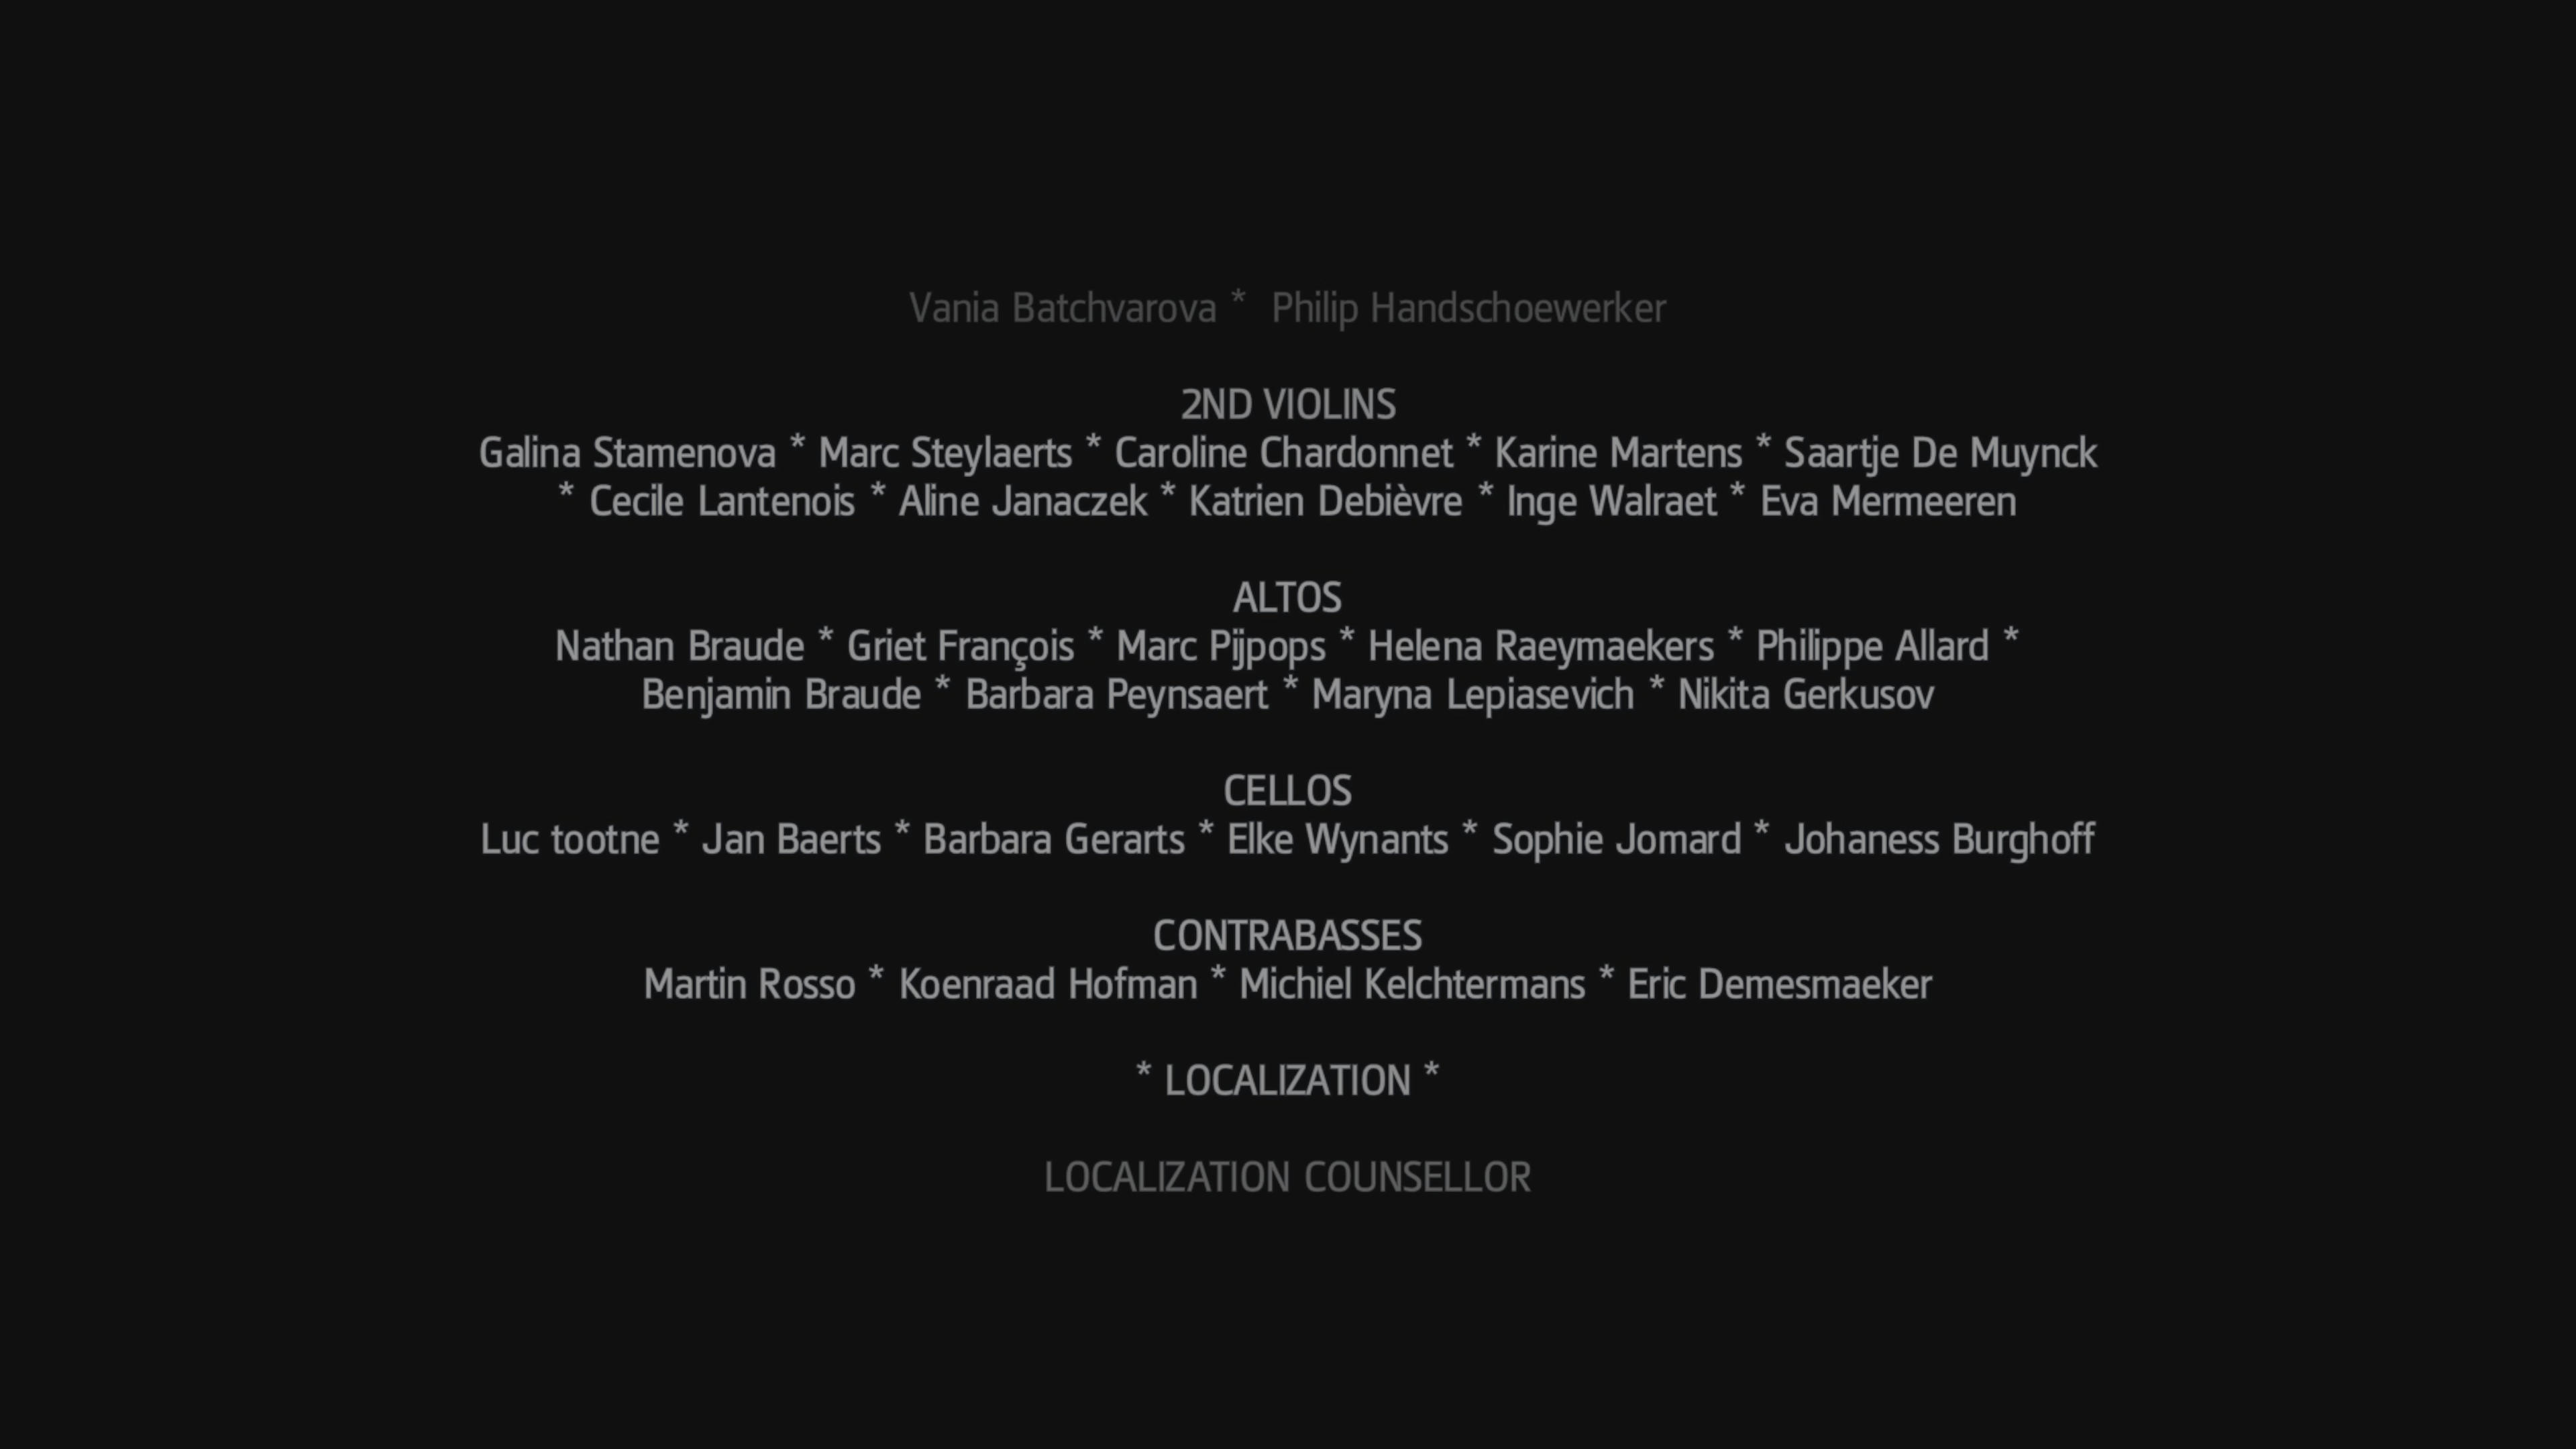 Vania Batchvarova * Philip Handschoewerker
2ND VIOLINS
Galina Stamenova * Marc Steylaerts * Caroline Chardonnet * Karine Martens * Saartje De Muynck
* Cecile Lantenois * Aline Janaczek * Katrien Debièvre * Inge Walraet * Eva Mermeeren
ALTOS
Nathan Braude * Griet François * Marc Pijpops * Helena Raeymaekers * Philippe Allard *
Benjamin Braude * Barbara Peynsaert * Maryna Lepiasevich * Nikita Gerkusov
CELLOS
Luc tootne * Jan Baerts * Barbara Gerarts * Elke Wynants * Sophie Jomard * Johaness Burghoff
CONTRABASSES
Martin Rosso * Koenraad Hofman * Michiel Kelchtermans * Eric Demesmaeker
* LOCALIZATION *
LOCALIZATION COUNSELLOR